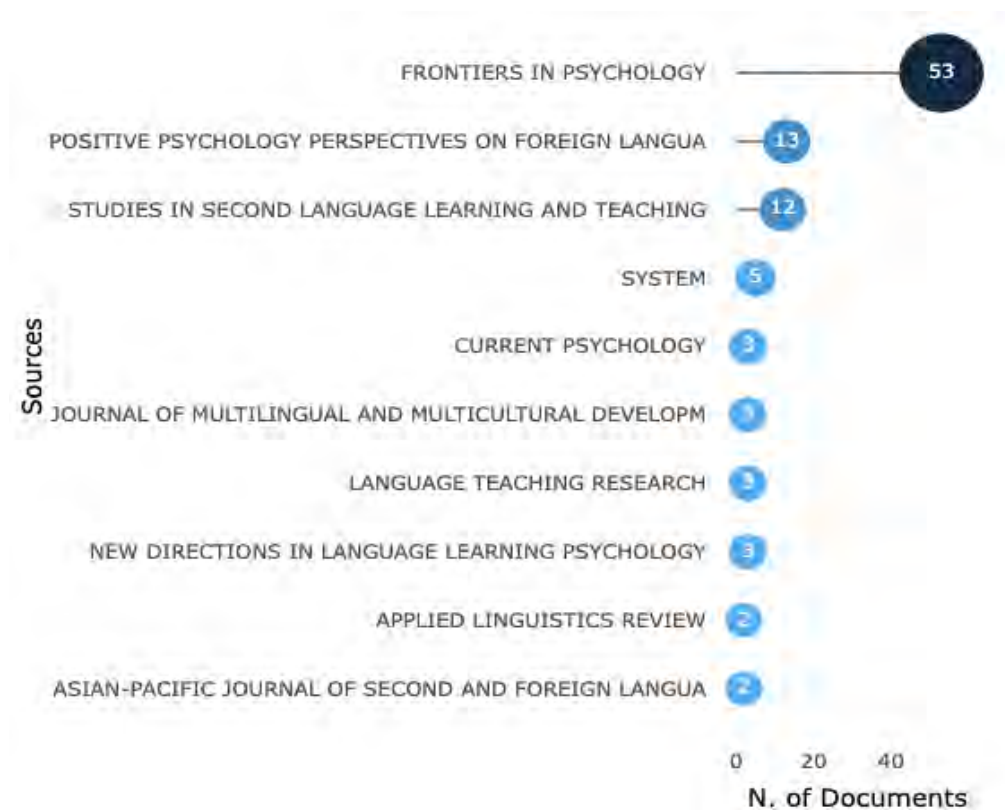 FRONTIERS IN PSYCHOLOGY 53
POSITIVE PSYCHOLOGY PERSPECTIVES ON FOREIGN LANGUA 13
STUDIES IN SECOND LANGUAGE LEARNING AND TEACHING 12
SYSTEM 5
CURRENT PSYCHOLOGY 3
JOURNAL OF MULTILINGUAL AND MULTICULTURAL DEVELOPM 3
LANGUAGE TEACHING RESEARCH 3
NEW DIRECTIONS IN LANGUAGE LEARNING PSYCHOLOGY 3
APPLIED LINGUISTICS REVIEW 2
ASIAN-PACIFIC JOURNAL OF SECOND AND FOREIGN LANGUA 2
Sources
0 20 40
N. of Documents